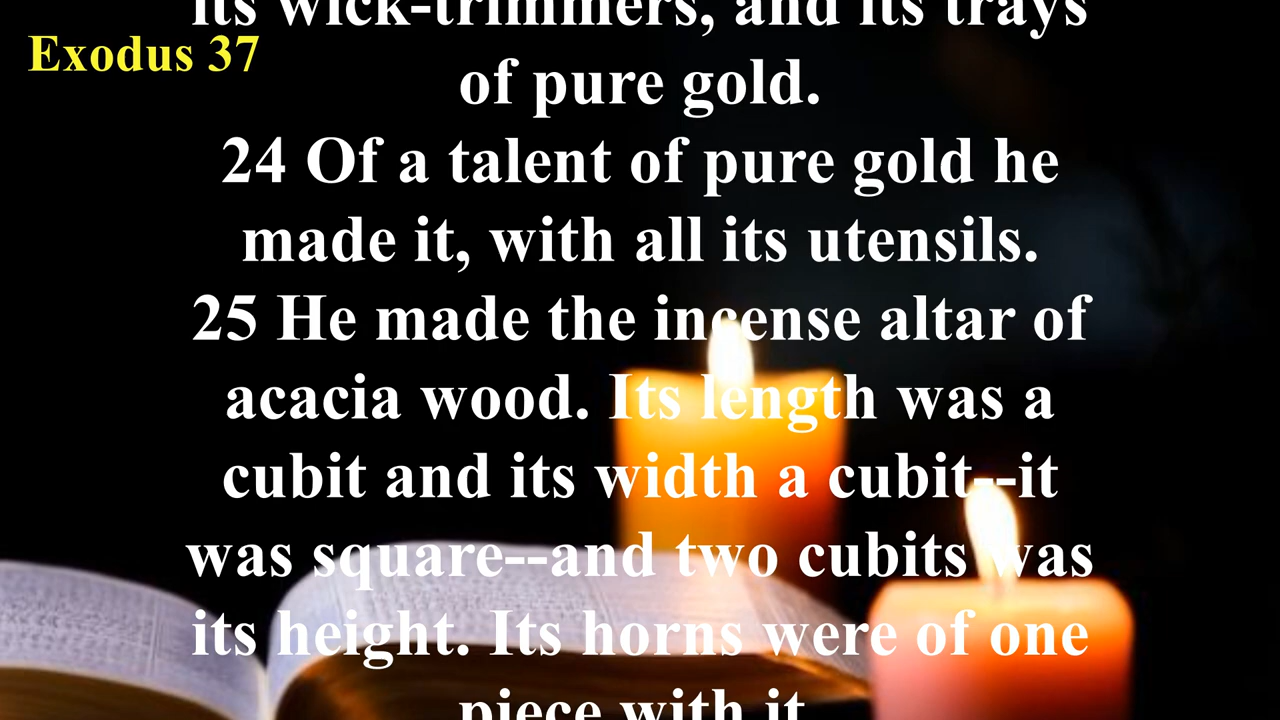 its wick-trimmers, and its trays
Exodus 37
of pure gold.
24 Of a talent of pure gold he
made it, with all its utensils.
25 He made the incense altar of
acacia wood. Its length was a
cubit and its width a cubit--it
was square--and two cubits was
its height. Its horns were of one
piece with it